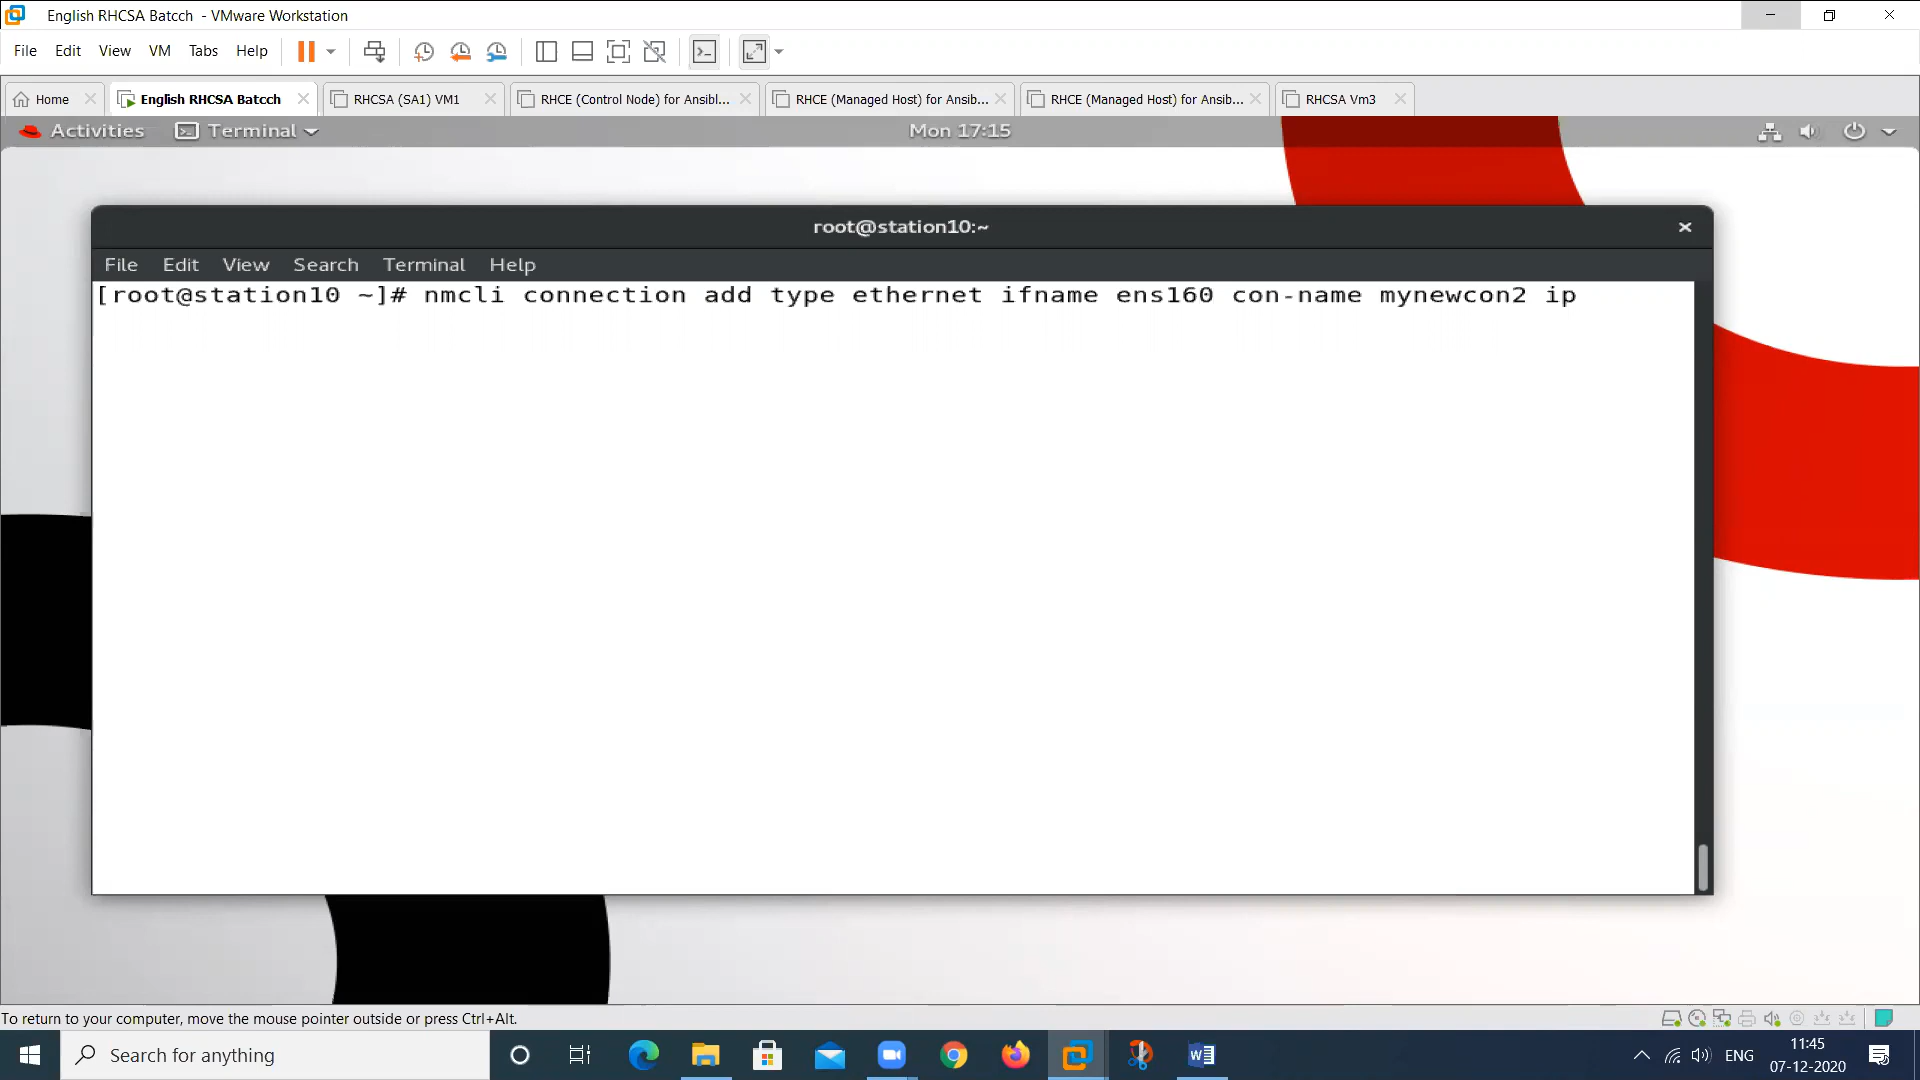 English RHCSA Batcch - VMware Workstation
File Edit View VM Tabs Help
Home English RHCSA Batcch RHCSA (SA1) VM1 RHCE (Control Node) for Ansibl... RHCE (Managed Host) for Ansib... RHCE (Managed Host) for Ansib... RHCSA Vm3
Activities Terminal Mon 17:15
root@station10:~
File Edit View Search Terminal Help
[root@station10 ~]# nmcli connection add type ethernet ifname ens160 con-name mynewcon2 ip
To return to your computer, move the mouse pointer outside or press Ctrl+Alt.
Search for anything
ENG
11:45
07-12-2020